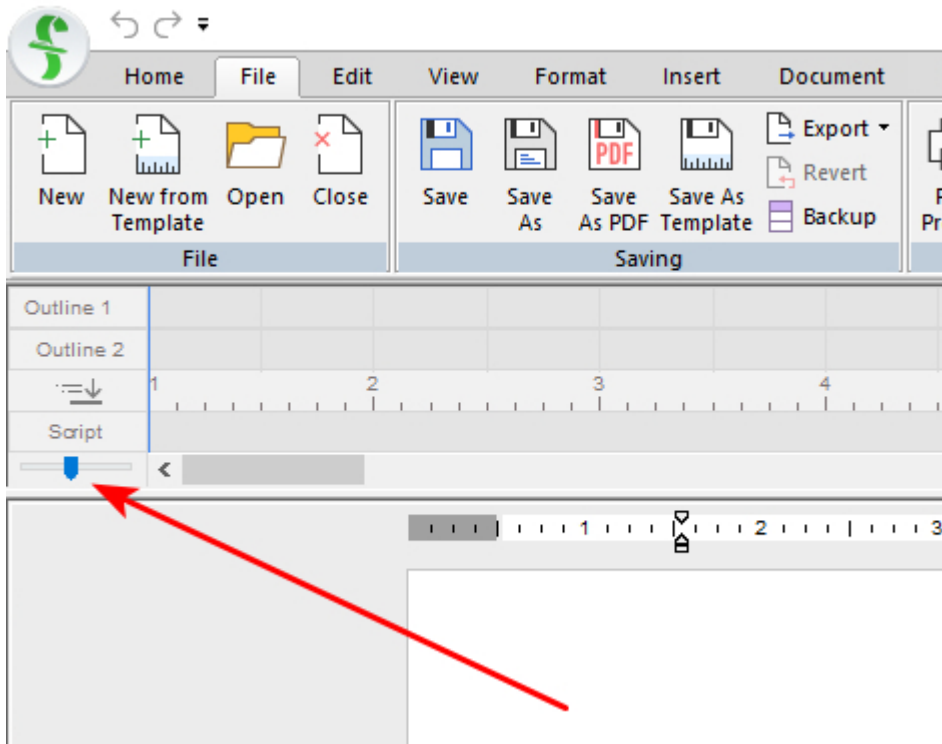 Home File Edit View Format Insert Document
Export
Revert
Backup
New New from Template Open Close Save Save As Save As PDF Save As Template
PDF
File Saving
Outline 1
Outline 2
1 2 3 4
Script
1 2 3